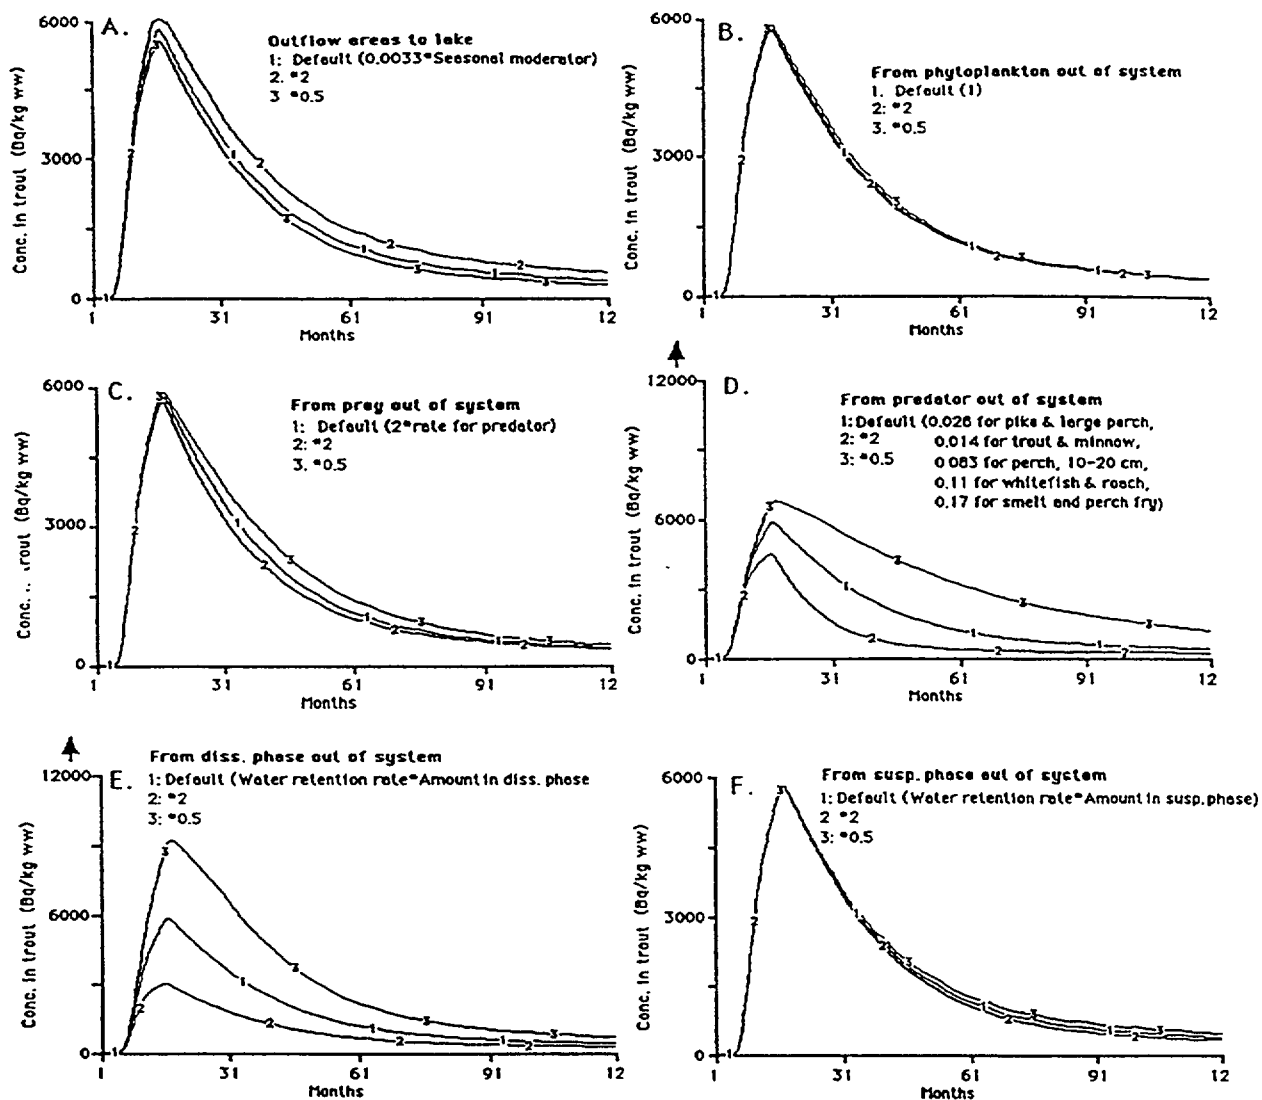 A.
Outflow areas to lake
1: Default (0.0033*Seasonal moderator)
2. *2
3 *0.5
6000
3000
0
Conc. in trout (Bq/kg ww)
1 31 61 91 12
Months
B.
From phytoplankton out of system
1. Default (1)
2: *2
3. *0.5
6000
3000
0
Conc. in trout (Bq/kg ww)
1 31 61 91 12
Months
C.
From prey out of system
1: Default (2*rate for predator)
2: *2
3. *0.5
6000
3000
0
Conc. rout (Bq/kg ww)
1 31 61 91 12
Months
D.
From predator out of system
1:Default (0.028 for pike & large perch,
2: *2 0.014 for trout & minnow,
3: *0.5 0.083 for perch, 10-20 cm,
0.11 for whitefish & roach,
0.17 for smelt and perch fry)
12000
6000
0
Conc. in trout (Bq/kg ww)
1 31 61 91 12
Months
E.
From diss. phase out of system
1: Default (Water retention rate*Amount in diss. phase
2: *2
3: *0.5
12000
6000
0
Conc. in trout (Bq/kg ww)
1 31 61 91 12
Months
F.
From susp. phase out of system
1: Default (Water retention rate*Amount in susp. phase)
2 *2
3: *0.5
6000
3000
0
Conc. in trout (Bq/kg ww)
1 31 61 91 12
Months